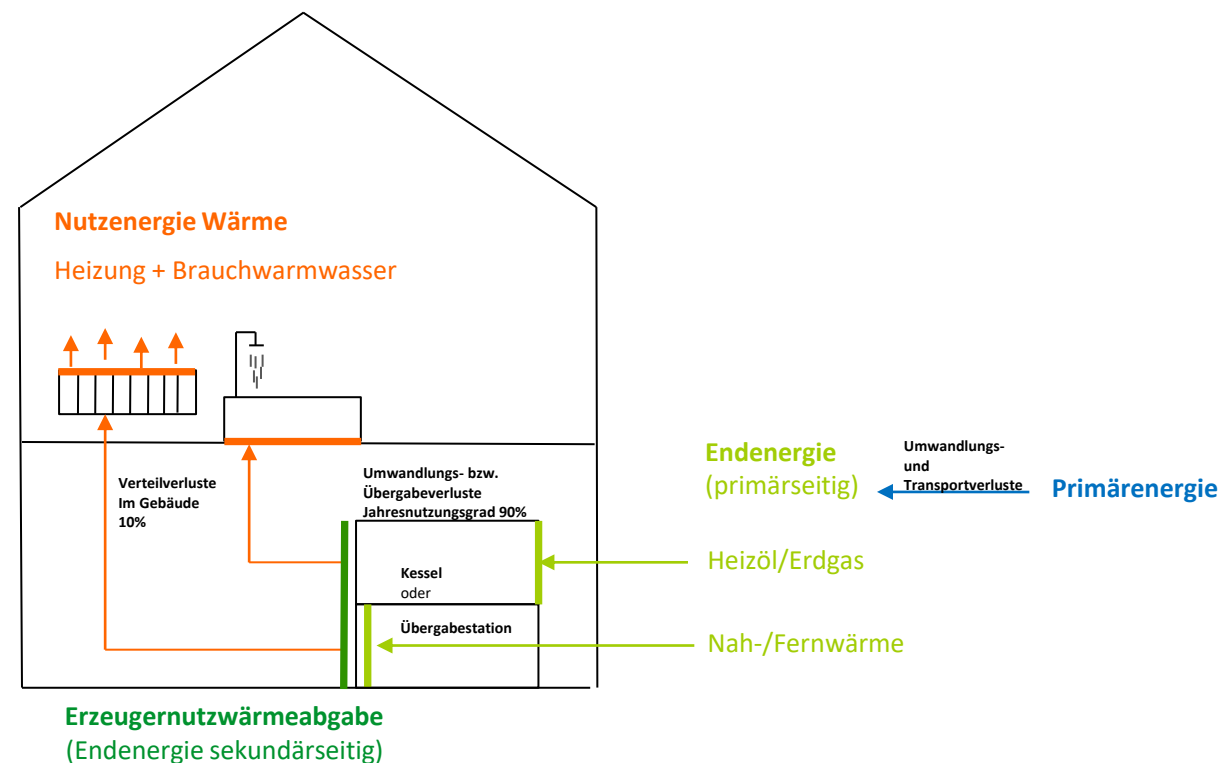 Nutzenergie Wärme
Heizung + Brauchwarmwasser
Verteilverluste
Im Gebäude
10%
Umwandlungs- bzw.
Übergabeverluste
Jahresnutzungsgrad 90%
Kessel
oder
Übergabestation
Endenergie
(primärseitig)
Umwandlungs-
und
Transportverluste
Primärenergie
Heizöl/Erdgas
Nah-/Fernwärme
Erzeugernutzwärmeabgabe
(Endenergie sekundärseitig)